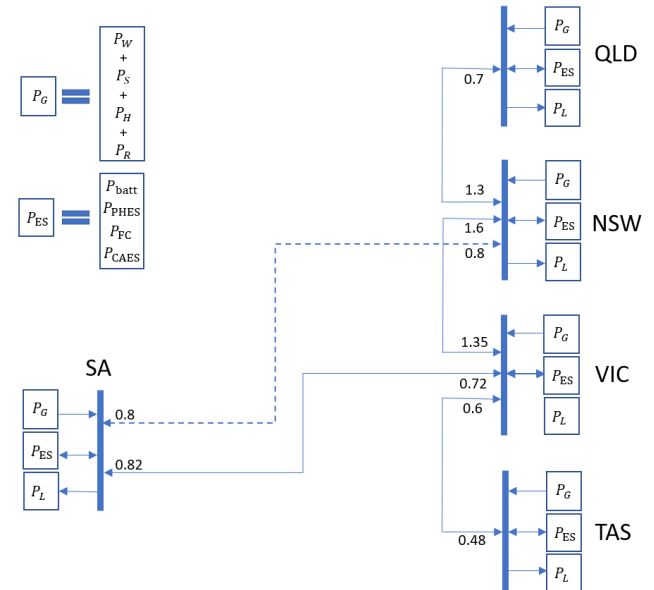 P_G
P_W
+
P_S
+
P_H
+
P_R
P_ES
P_batt
P_PHES
P_FC
P_CAES
P_G
QLD
P_ES
0.7
P_L
P_G
1.3
P_ES
NSW
1.6
0.8
P_L
P_G
1.35
P_ES
VIC
0.72
0.6
P_L
SA
P_G
0.8
P_ES
0.82
P_L
P_G
P_ES
TAS
0.48
P_L